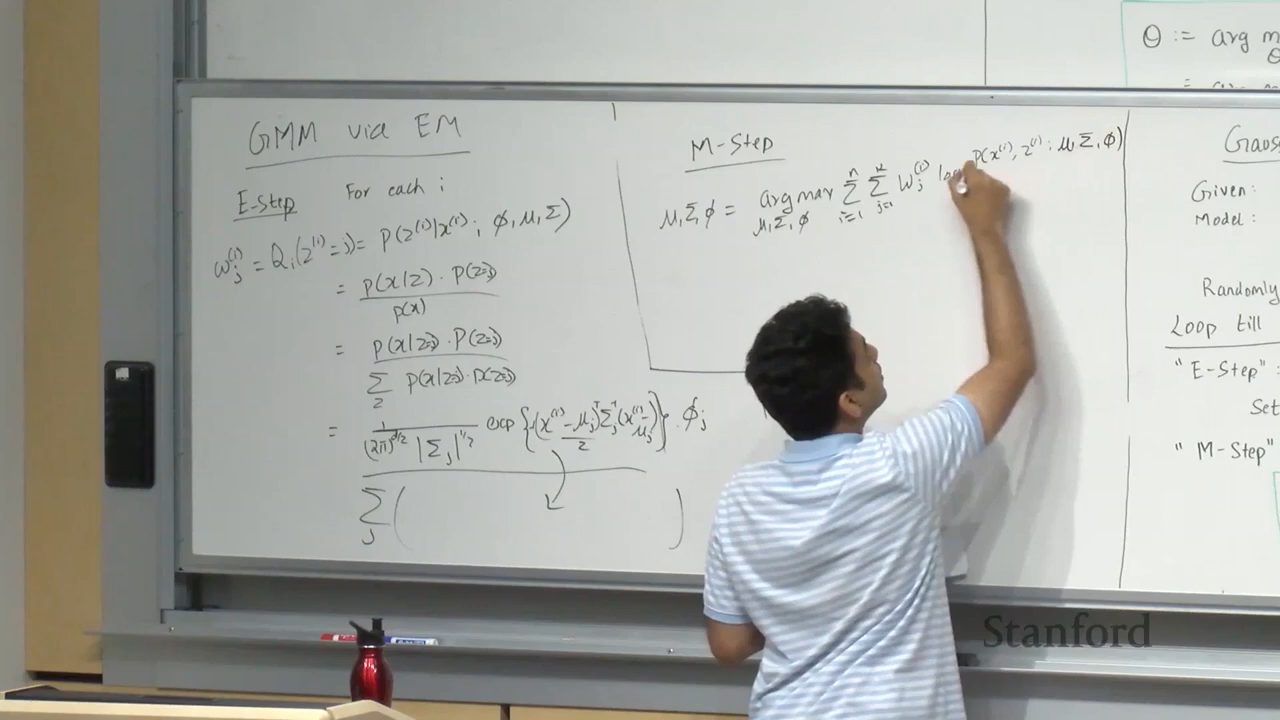 θ := arg m
θ
= arg m
GMM via EM
E-Step For each i
w_j^(i) = Q_i(z^(i)=j) = P(z^(i)|x^(i); φ, μ, Σ)
= P(x|z) · P(z=j)
p(x)
= P(x|z=j) · P(z=j)
Σ_z P(x|z=j) · P(z=j)
= 1/((2π)^{d/2} |Σ_j|^{1/2}) exp{-(x^(i) - μ_j)^T Σ_j^{-1} (x^(i) - μ_j)/2} · φ_j
Σ_j ( )
M-Step
μ, Σ, φ = arg max_{μ, Σ, φ} Σ_{i=1}^n Σ_{j=1}^k w_j^(i) log P(x^(i), z^(i); μ, Σ, φ)
Gaus
Given:
Model:
Randomly
Loop till
"E-Step" :
Set
"M-Step"
Stanford